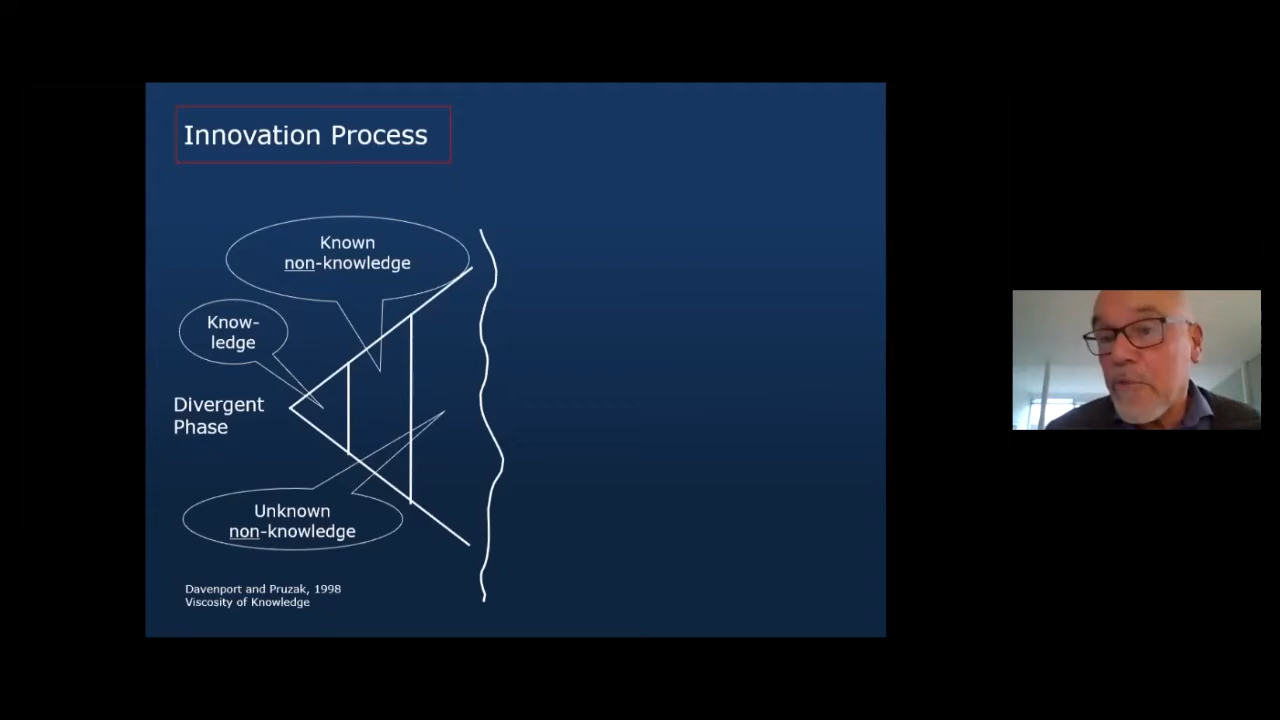 Innovation Process
Known
non-knowledge
Know-
ledge
Divergent
Phase
Unknown
non-knowledge
Davenport and Pruzak, 1998
Viscosity of Knowledge